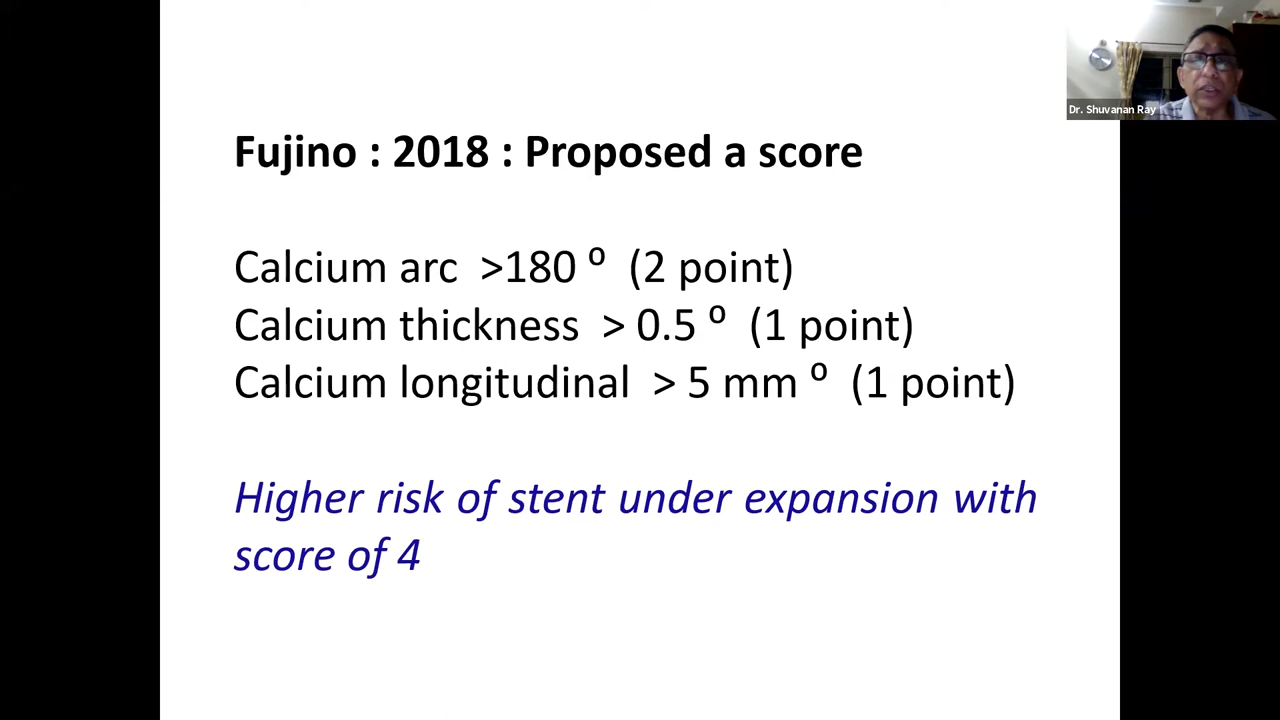 Dr. Shuvanan Ray
Fujino : 2018 : Proposed a score
Calcium arc >180 º (2 point)
Calcium thickness > 0.5 º (1 point)
Calcium longitudinal > 5 mm º (1 point)
Higher risk of stent under expansion with
score of 4